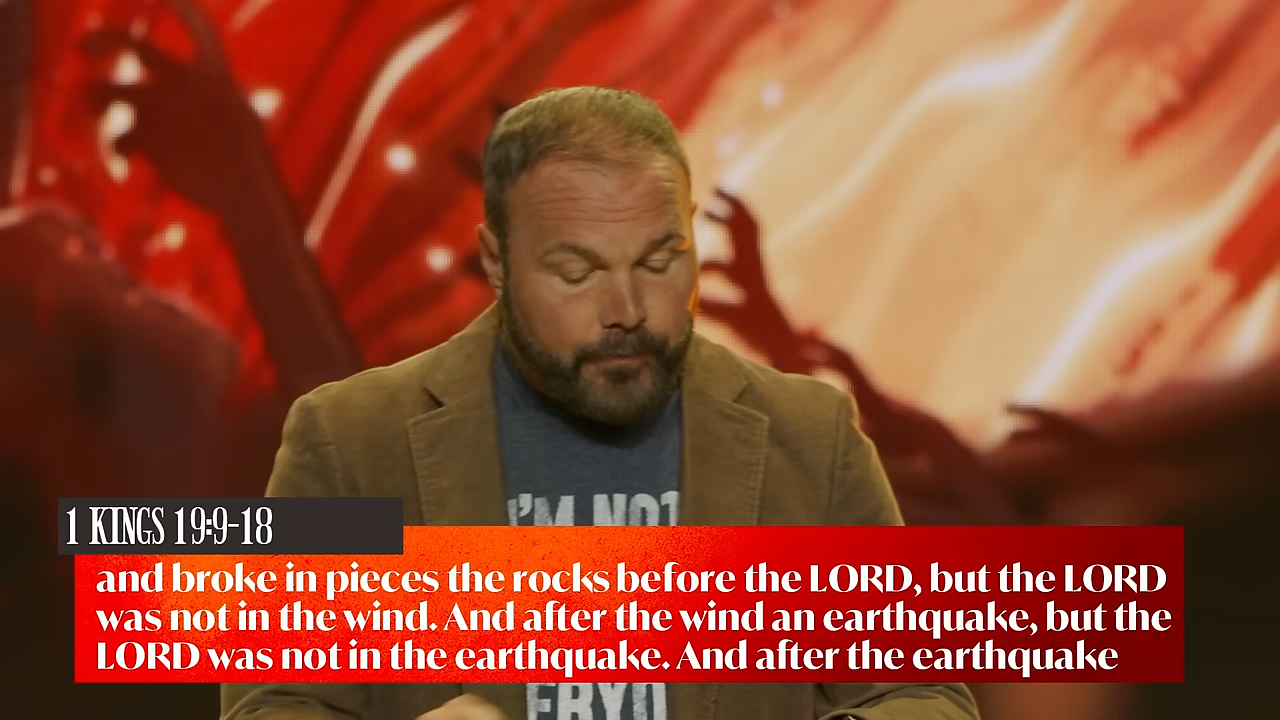 I'M NOT
1 KINGS 19:9-18
and broke in pieces the rocks before the LORD, but the LORD
was not in the wind. And after the wind an earthquake, but the
LORD was not in the earthquake. And after the earthquake